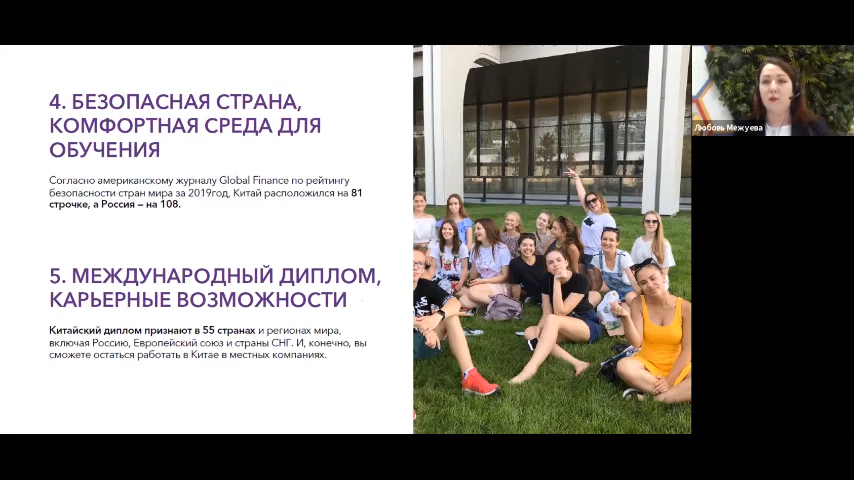 4. БЕЗОПАСНАЯ СТРАНА,
КОМФОРТНАЯ СРЕДА ДЛЯ
ОБУЧЕНИЯ
Согласно американскому журналу Global Finance по рейтингу
безопасности стран мира за 2019год, Китай расположился на 81
строчке, а Россия – на 108.
5. МЕЖДУНАРОДНЫЙ ДИПЛОМ,
КАРЬЕРНЫЕ ВОЗМОЖНОСТИ
Китайский диплом признают в 55 странах и регионах мира,
включая Россию, Европейский союз и страны СНГ. И, конечно, вы
сможете остаться работать в Китае в местных компаниях.
Любовь Межуева